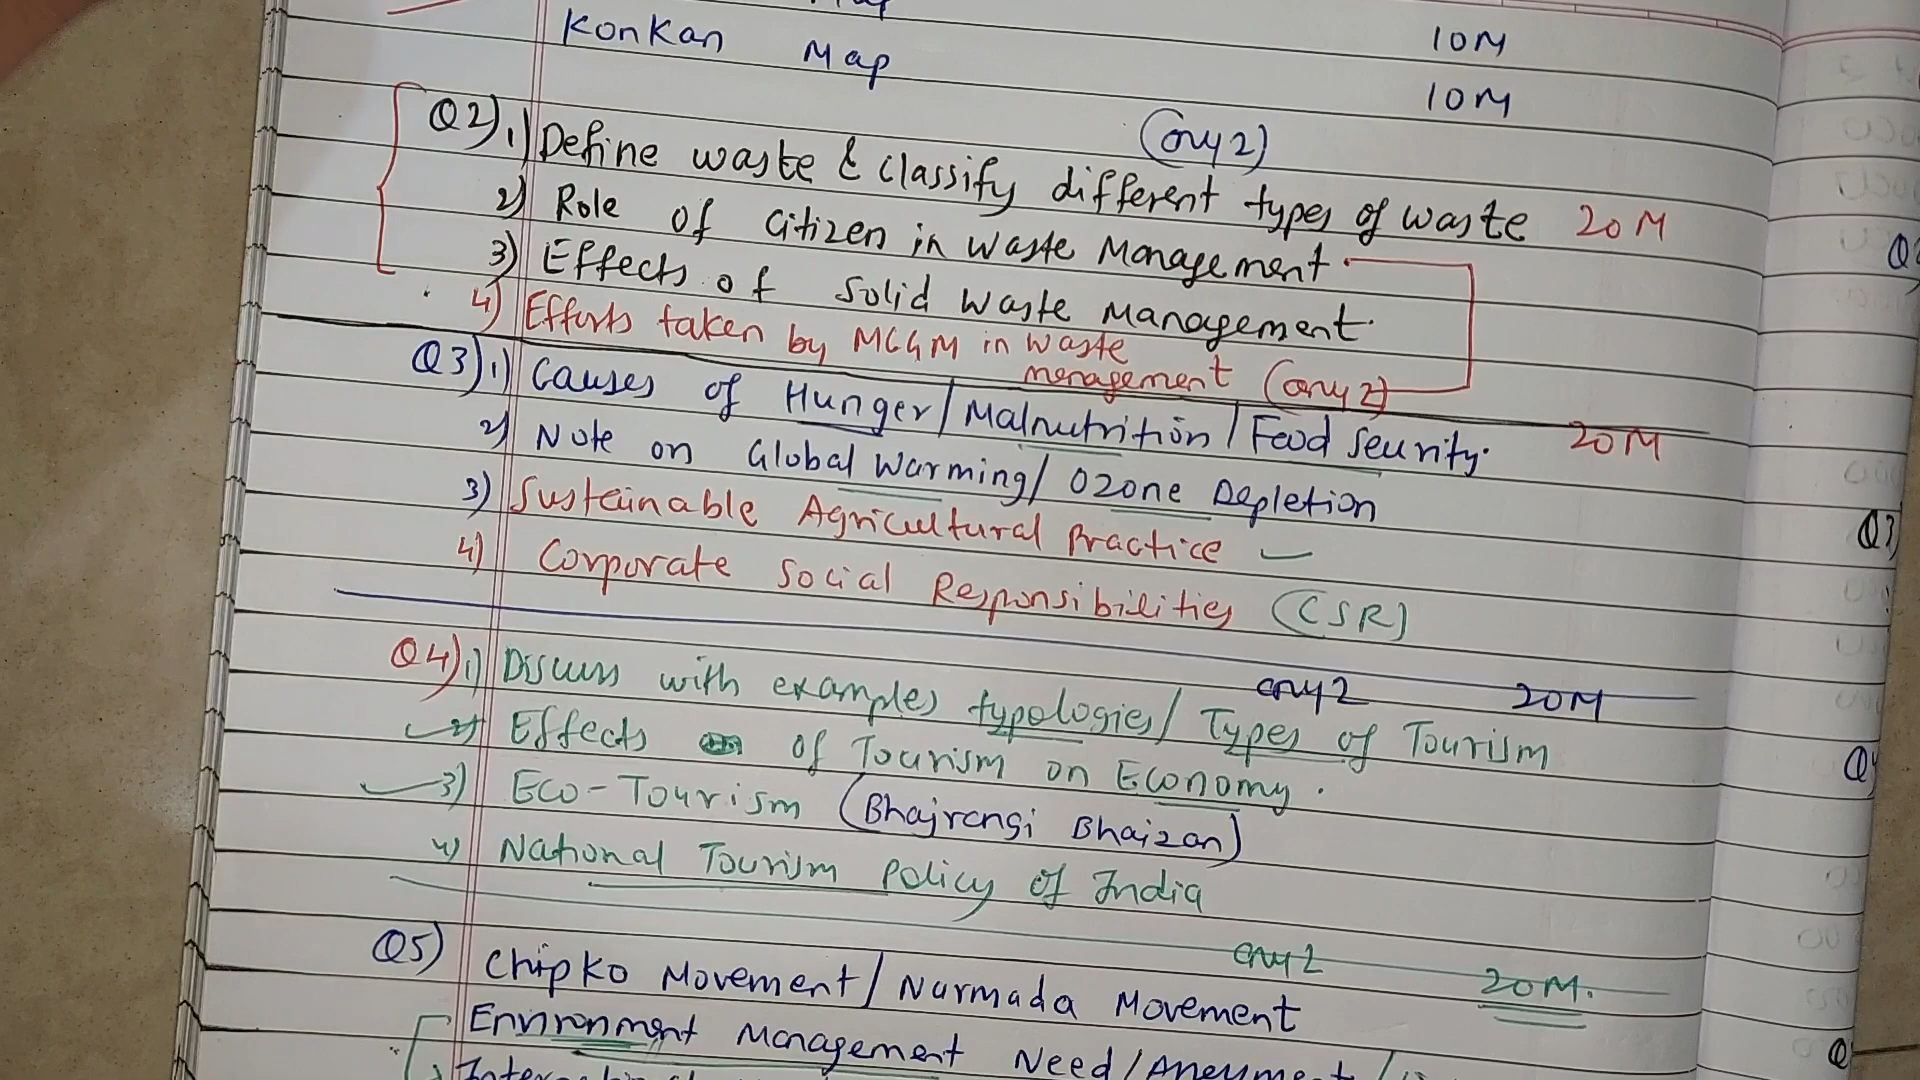 Konkan Map 10M
10M
(any 2)
Q2) 1) Define waste & classify different types of waste 20M
2) Role of Citizen in waste Management.
3) Effects of Solid waste Management.
4) Efforts taken by MCGM in waste
menagement (any 2)
Q3) 1) Causes of Hunger/Malnutrition/Food Seurity. 20M
2) Note on Global Warming/Ozone Depletion
3) Sustainable Agricultural Practice
4) Corporate Social Responsibilities (CSR)
any 2 20M
Q4) 1) Discuss with examples typologies/Types of Tourism
2) Effects of Tourism on Economy.
3) Eco-Tourism (Bhajrangi Bhaizan)
4) National Tourism Policy of India
any 2 20M.
Q5) Chipko Movement/Narmada Movement
Environment Management Need/